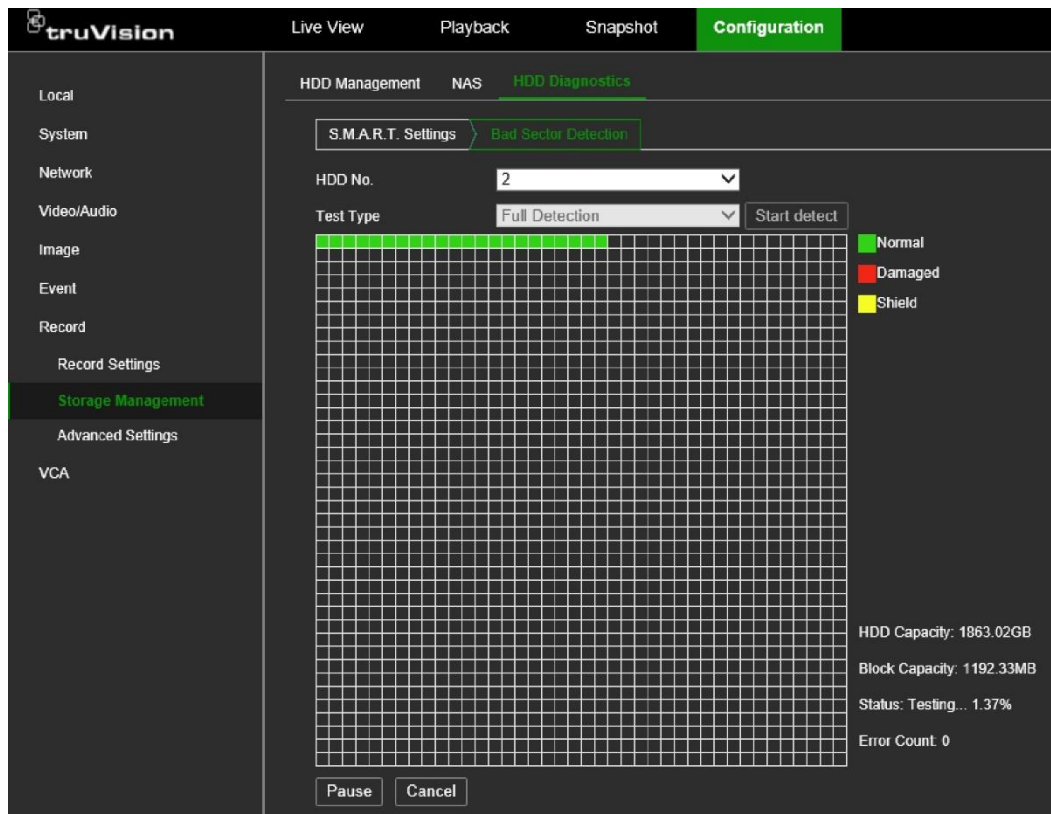 truVision Live View Playback Snapshot Configuration
HDD Management NAS HDD Diagnostics
Local
System
Network
Video/Audio
Image
Event
Record
Record Settings
Storage Management
Advanced Settings
VCA
S.M.A.R.T. Settings Bad Sector Detection
HDD No. 2
Test Type Full Detection Start detect
Normal
Damaged
Shield
HDD Capacity: 1863.02GB
Block Capacity: 1192.33MB
Status: Testing... 1.37%
Error Count: 0
Pause Cancel